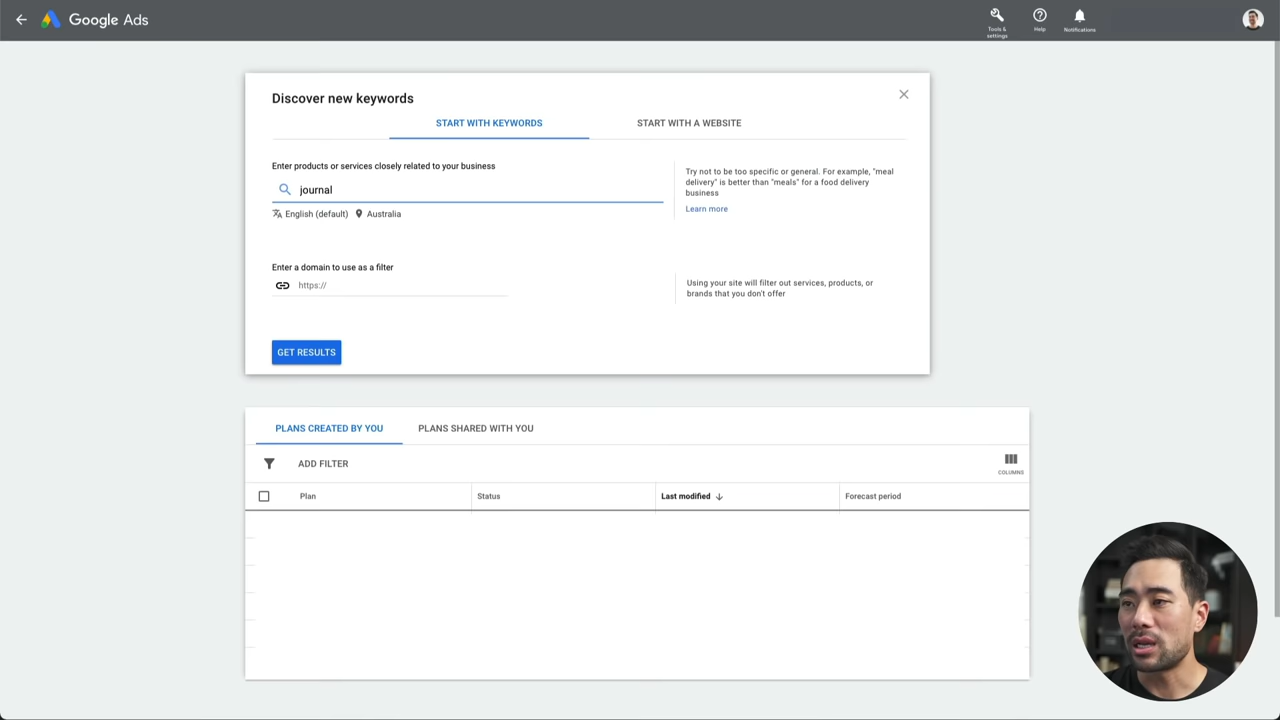 Google Ads
Tools &
settings
Help
Notifications
Discover new keywords
START WITH KEYWORDS
START WITH A WEBSITE
Enter products or services closely related to your business
journal
English (default)
Australia
Try not to be too specific or general. For example, "meal
delivery" is better than "meals" for a food delivery
business
Learn more
Enter a domain to use as a filter
https://
Using your site will filter out services, products, or
brands that you don't offer
GET RESULTS
PLANS CREATED BY YOU
PLANS SHARED WITH YOU
ADD FILTER
COLUMNS
Plan
Status
Last modified
Forecast period